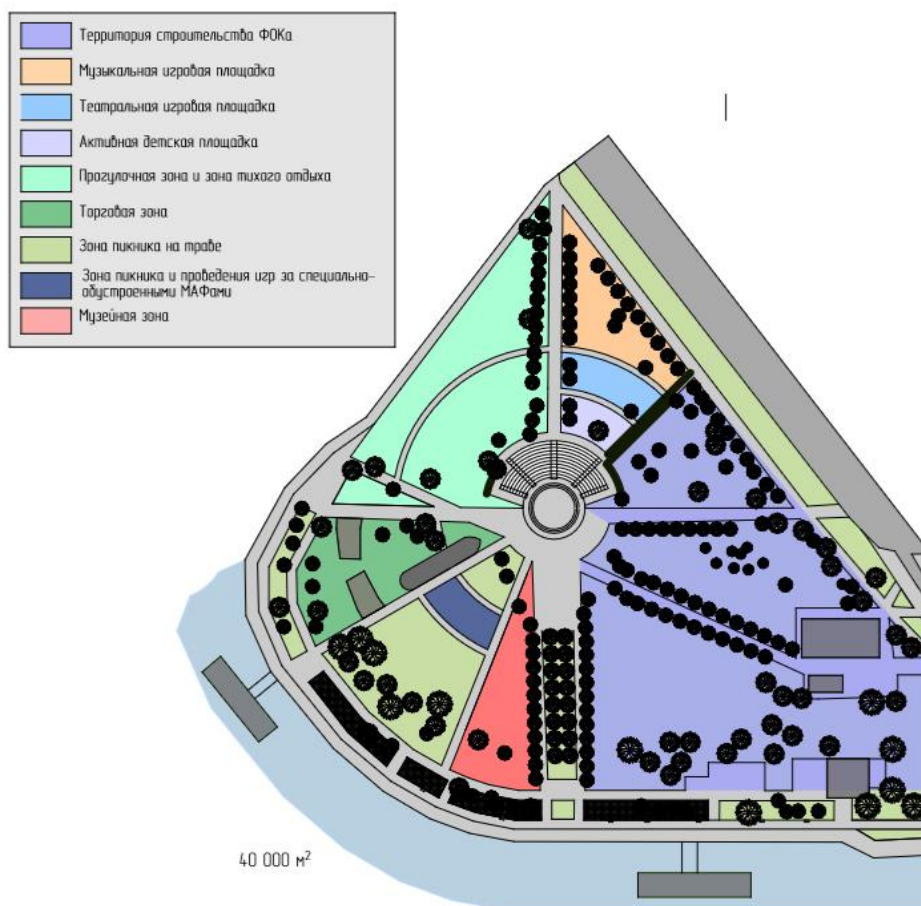 Территория строительства ФОКа
Музыкальная игровая площадка
Театральная игровая площадка
Активная детская площадка
Прогулочная зона и зона тихого отдыха
Торговая зона
Зона пикника на траве
Зона пикника и проведения игр за специально-
обустроенными МАФами
Музейная зона
40 000 м²